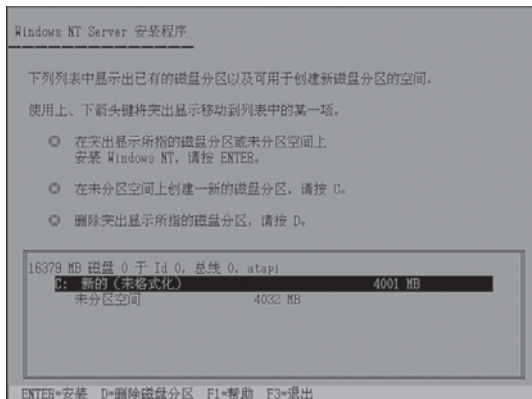 Windows NT Server 安装程序
下列列表中显示出已有的磁盘分区以及可用于创建新磁盘分区的空间。
使用上、下箭头键将突出显示移动到列表中的某一项。
◎ 在突出显示所指的磁盘分区或未分区空间上
安装 Windows NT, 请按 ENTER。
◎ 在未分区空间上创建一新的磁盘分区, 请按 C。
◎ 删除突出显示所指的磁盘分区, 请按 D。
16379 MB 磁盘 0 于 Id 0, 总线 0, atapi
C: 新的 (未格式化) 4001 MB
未分区空间 4032 MB
ENTER=安装 D=删除磁盘分区 F1=帮助 F3=退出